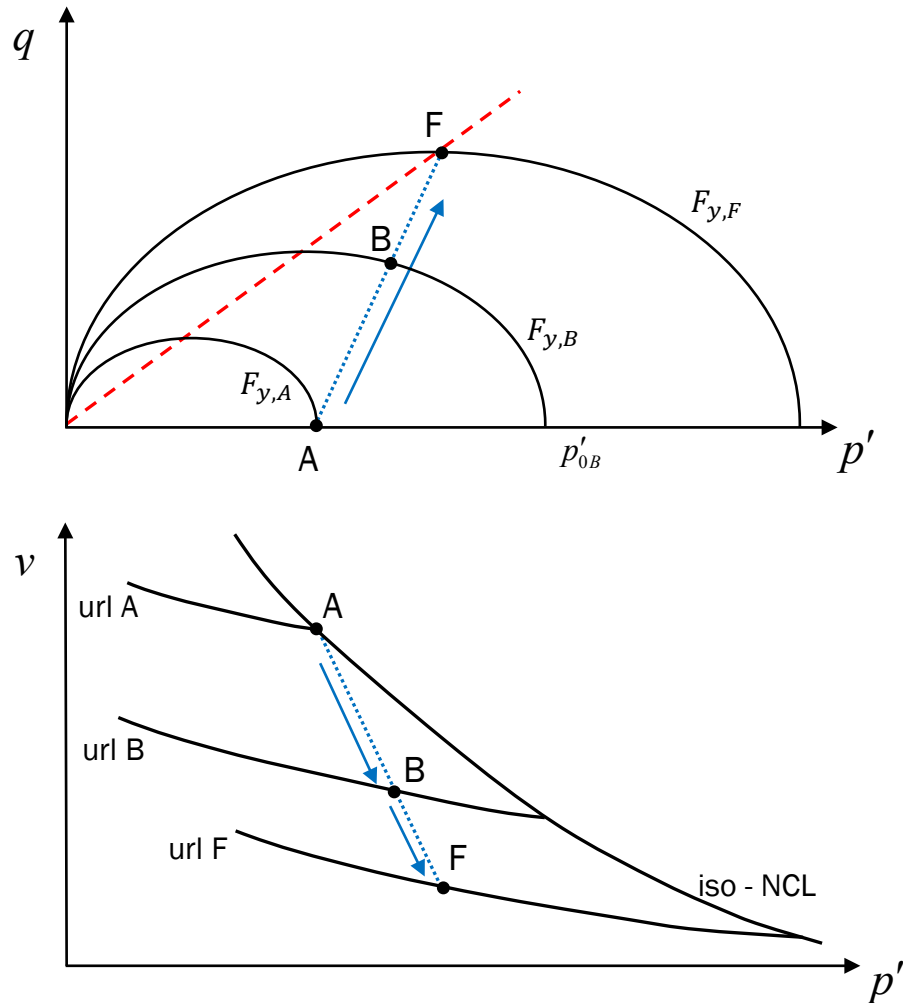 q
F
B
F_{y,F}
F_{y,B}
F_{y,A}
A
p'_{0B}
p'
v
url A
A
url B
B
url F
F
iso - NCL
p'